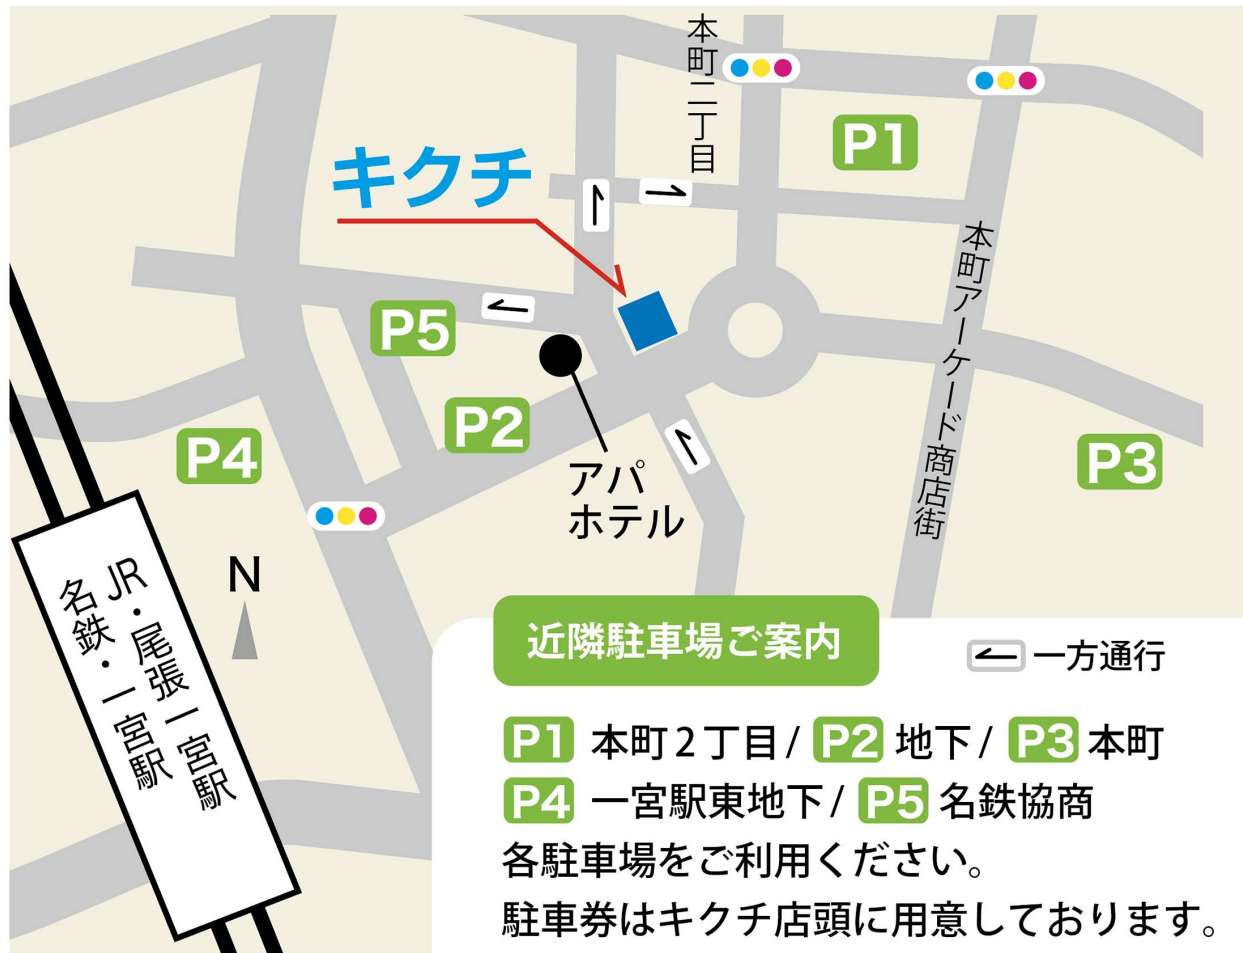 本町二丁目
P1
キクチ
本町アーケード商店街
P5
P2
P4
P3
アパ
ホテル
N
JR・尾張一宮駅
名鉄・一宮駅
近隣駐車場ご案内
一方通行
P1 本町2丁目/ P2 地下/ P3 本町
P4 一宮駅東地下/ P5 名鉄協商
各駐車場をご利用ください。
駐車券はキクチ店頭に用意しております。